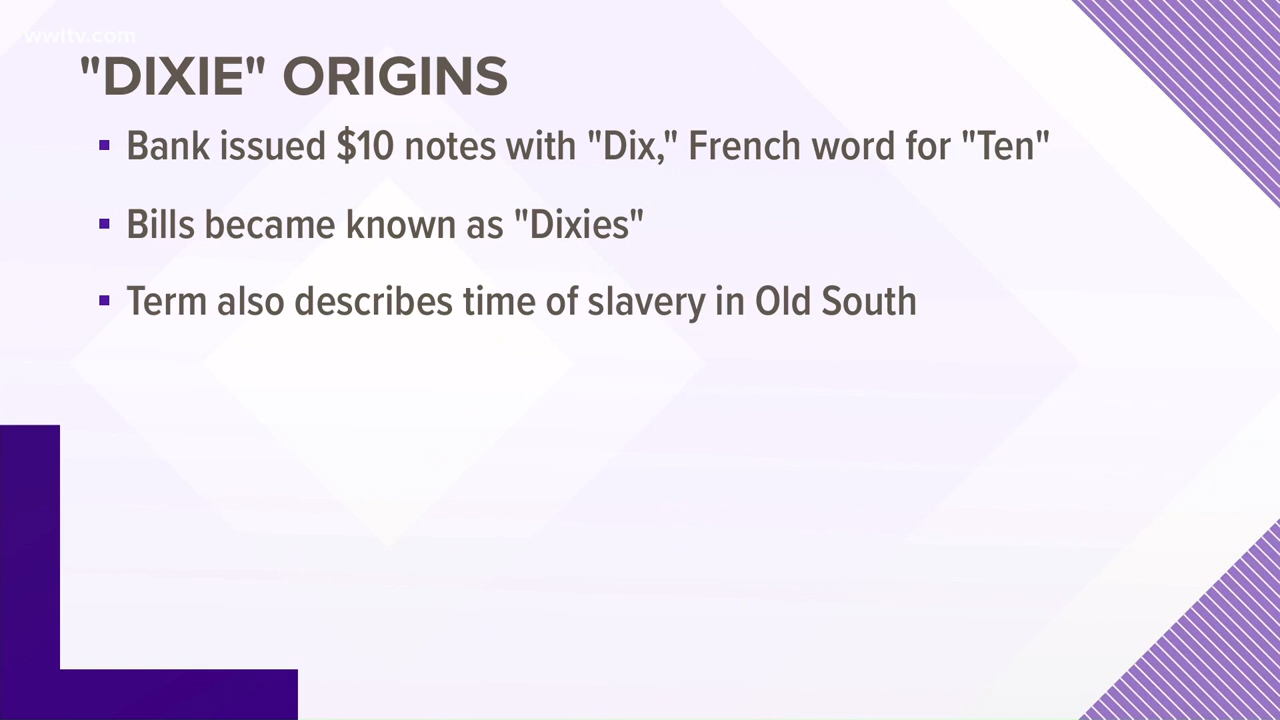 wwltv.com
"DIXIE" ORIGINS
▪ Bank issued $10 notes with "Dix," French word for "Ten"
▪ Bills became known as "Dixies"
▪ Term also describes time of slavery in Old South